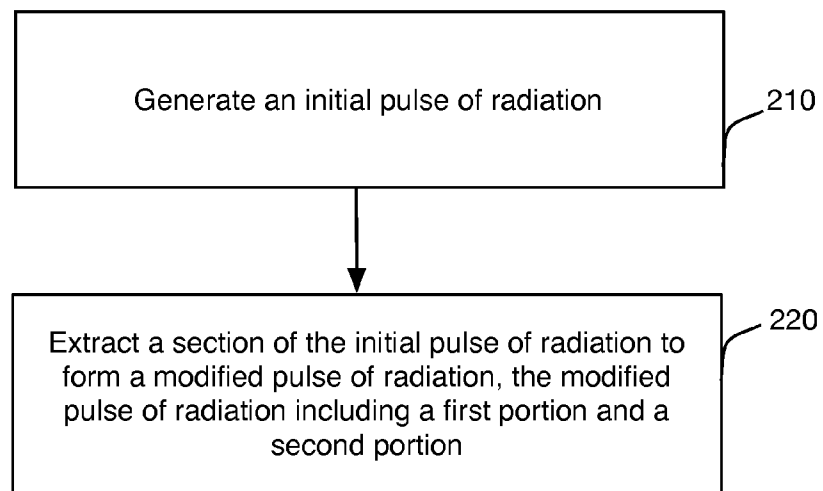 Generate an initial pulse of radiation
210
Extract a section of the initial pulse of radiation to
form a modified pulse of radiation, the modified
pulse of radiation including a first portion and a
second portion
220